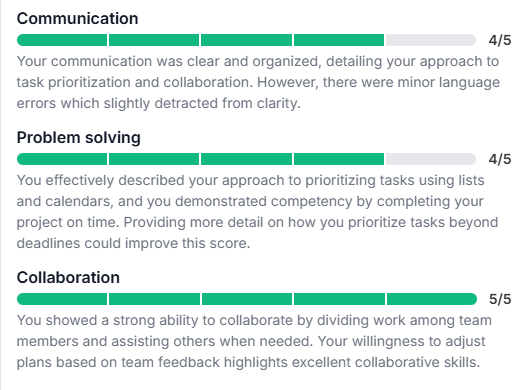 Communication
4/5
Your communication was clear and organized, detailing your approach to
task prioritization and collaboration. However, there were minor language
errors which slightly detracted from clarity.
Problem solving
4/5
You effectively described your approach to prioritizing tasks using lists
and calendars, and you demonstrated competency by completing your
project on time. Providing more detail on how you prioritize tasks beyond
deadlines could improve this score.
Collaboration
5/5
You showed a strong ability to collaborate by dividing work among team
members and assisting others when needed. Your willingness to adjust
plans based on team feedback highlights excellent collaborative skills.